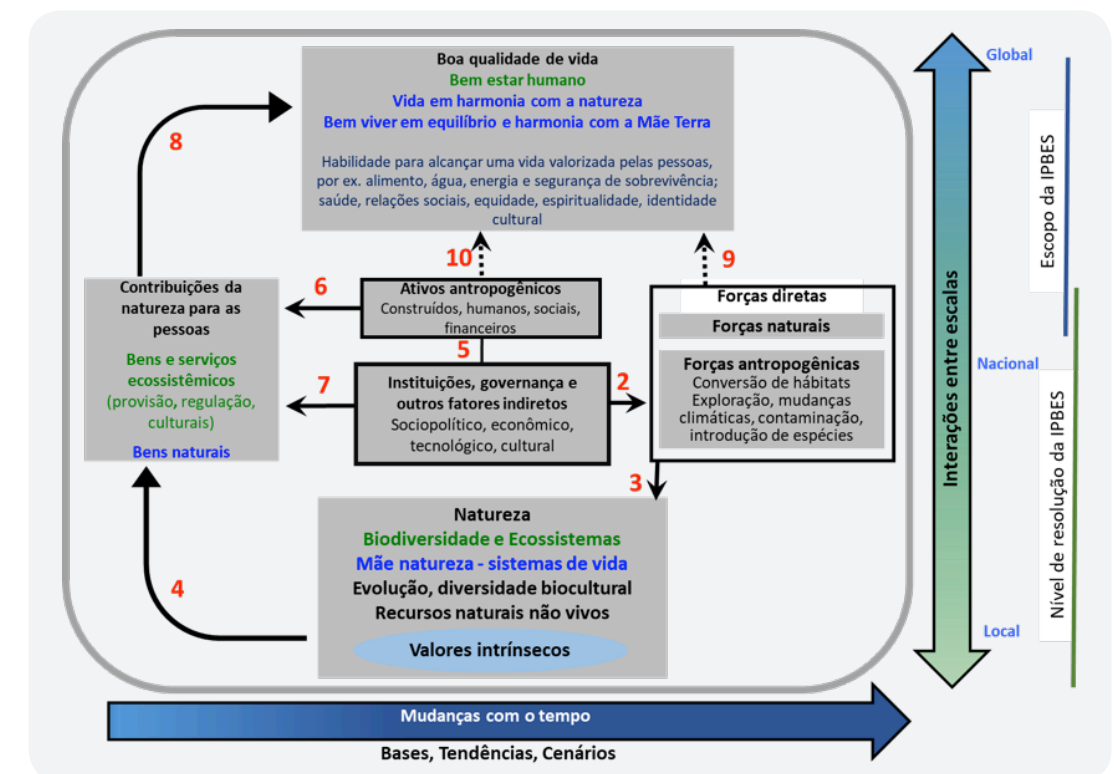 Boa qualidade de vida
Bem estar humano
Vida em harmonia com a natureza
Bem viver em equilíbrio e harmonia com a Mãe Terra
Habilidade para alcançar uma vida valorizada pelas pessoas,
por ex. alimento, água, energia e segurança de sobrevivência;
saúde, relações sociais, equidade, espiritualidade, identidade
cultural
8
10
9
Contribuições da
natureza para as
pessoas
Bens e serviços
ecossistêmicos
(provisão, regulação,
culturais)
Bens naturais
6
Ativos antropogênicos
Construídos, humanos, sociais,
financeiros
5
7
Instituições, governança e
outros fatores indiretos
Sociopolítico, econômico,
tecnológico, cultural
2
Forças diretas
Forças naturais
Forças antropogênicas
Conversão de hábitats
Exploração, mudanças
climáticas, contaminação,
introdução de espécies
3
4
Natureza
Biodiversidade e Ecossistemas
Mãe natureza - sistemas de vida
Evolução, diversidade biocultural
Recursos naturais não vivos
Valores intrínsecos
Global
Nacional
Local
Interações entre escalas
Escopo da IPBES
Nível de resolução da IPBES
Mudanças com o tempo
Bases, Tendências, Cenários